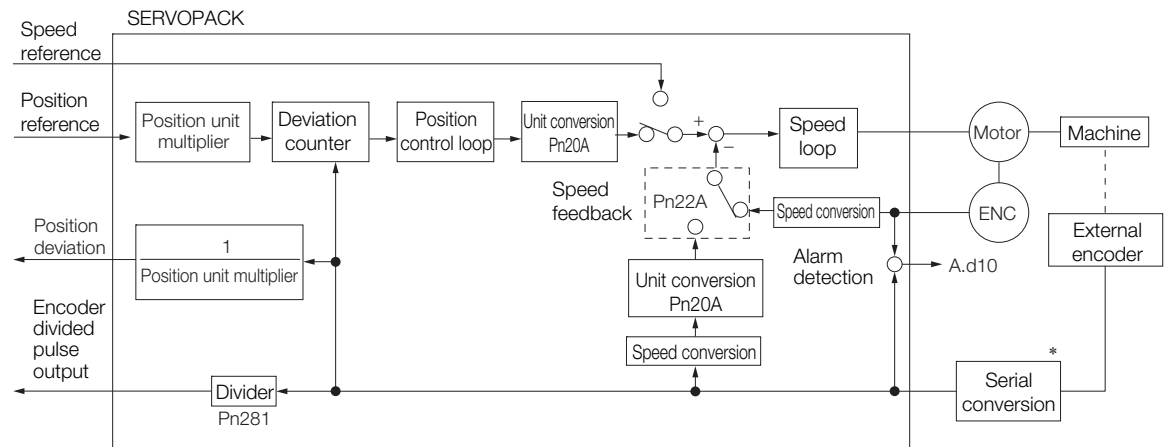 SERVOPACK
Speed
reference
Position
reference
Position unit
multiplier
Deviation
counter
Position
control loop
Unit conversion
Pn20A
+
−
Speed
loop
Motor
Machine
Speed
feedback
Pn22A
Speed conversion
ENC
External
encoder
Position
deviation
1
Position unit multiplier
Alarm
detection
A.d10
Unit conversion
Pn20A
Encoder
divided
pulse
output
Speed conversion
Divider
Pn281
*
Serial
conversion